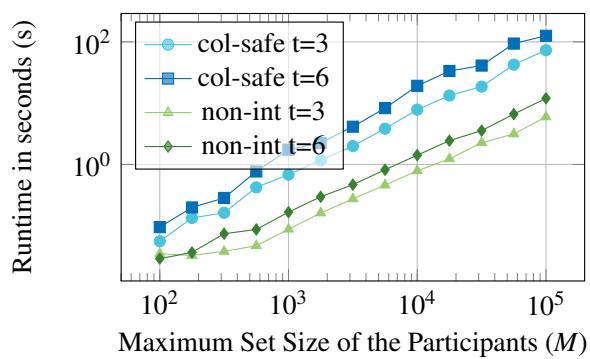 Runtime in seconds (s)
10^2
10^0
col-safe t=3
col-safe t=6
non-int t=3
non-int t=6
10^2 10^3 10^4 10^5
Maximum Set Size of the Participants (M)